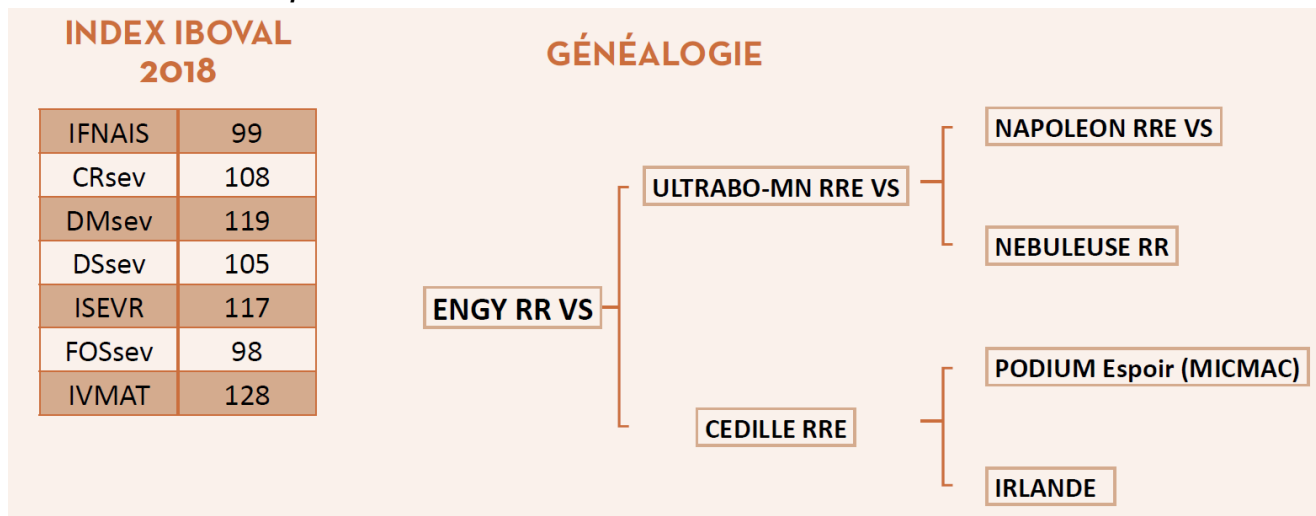 INDEX IBOVAL
2018
IFNAIS 99
CRsev 108
DMsev 119
DSsev 105
ISEVR 117
FOSsev 98
IVMAT 128
GÉNÉALOGIE
ENGY RR VS
ULTRABO-MN RRE VS
NAPOLEON RRE VS
NEBULEUSE RR
CEDILLE RRE
PODIUM Espoir (MICMAC)
IRLANDE